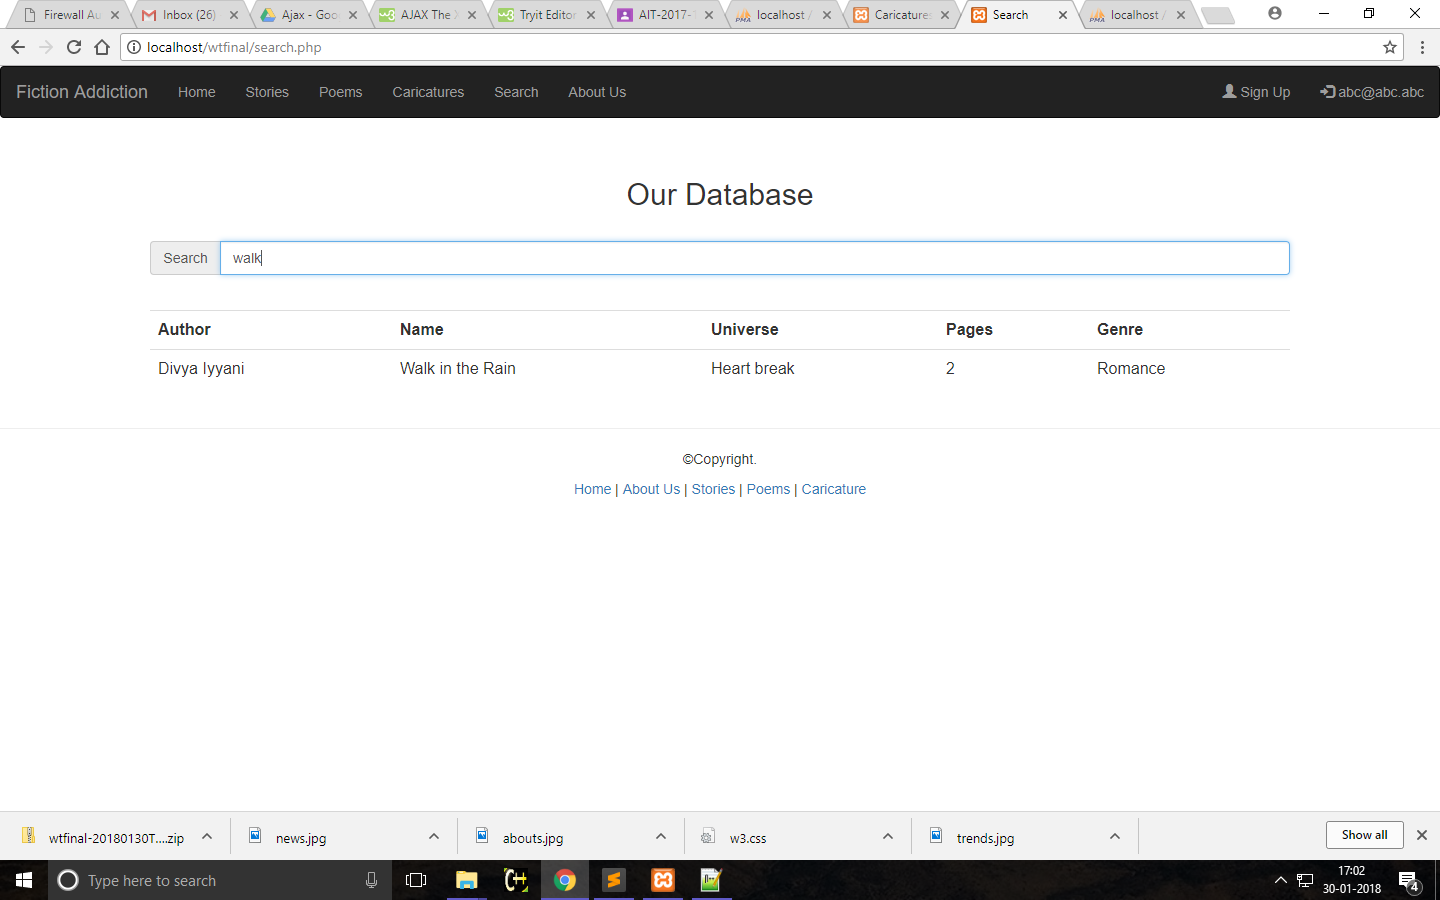 Firewall Au
Inbox (26)
Ajax - Goo
AJAX The X
Tryit Editor
AIT-2017-1
localhost /
Caricatures
Search
localhost /
localhost/wtfinal/search.php
Fiction Addiction Home Stories Poems Caricatures Search About Us Sign Up abc@abc.abc
Our Database
Search walk
Author Name Universe Pages Genre
Divya Iyyani Walk in the Rain Heart break 2 Romance
©Copyright.
Home | About Us | Stories | Poems | Caricature
wtfinal-20180130T....zip news.jpg abouts.jpg w3.css trends.jpg Show all
Type here to search
17:02
30-01-2018
4